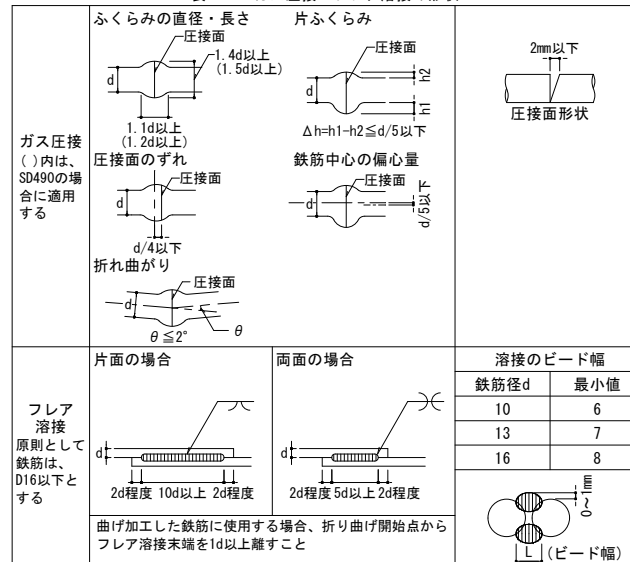 ガス圧接
( )内は、
SD490の場
合に適用
する
ふくらみの直径・長さ
圧接面
d
1.4d以上
(1.5d以上)
1.1d以上
(1.2d以上)
片ふくらみ
圧接面
d
h2
h1
Δh=h1-h2≦d/5以下
2mm以下
圧接面形状
圧接面のずれ
圧接面
d
d/4以下
鉄筋中心の偏心量
圧接面
d
d/5以下
折れ曲がり
圧接面
d
θ≦2°
θ
フレア
溶接
原則として
鉄筋は、
D16以下と
する
片面の場合
d
2d程度 10d以上 2d程度
両面の場合
d
2d程度 5d以上 2d程度
曲げ加工した鉄筋に使用する場合、折り曲げ開始点から
フレア溶接末端を1d以上離すこと
溶接のビード幅
鉄筋径d 最小値
10 6
13 7
16 8
0~1mm
L (ビード幅)